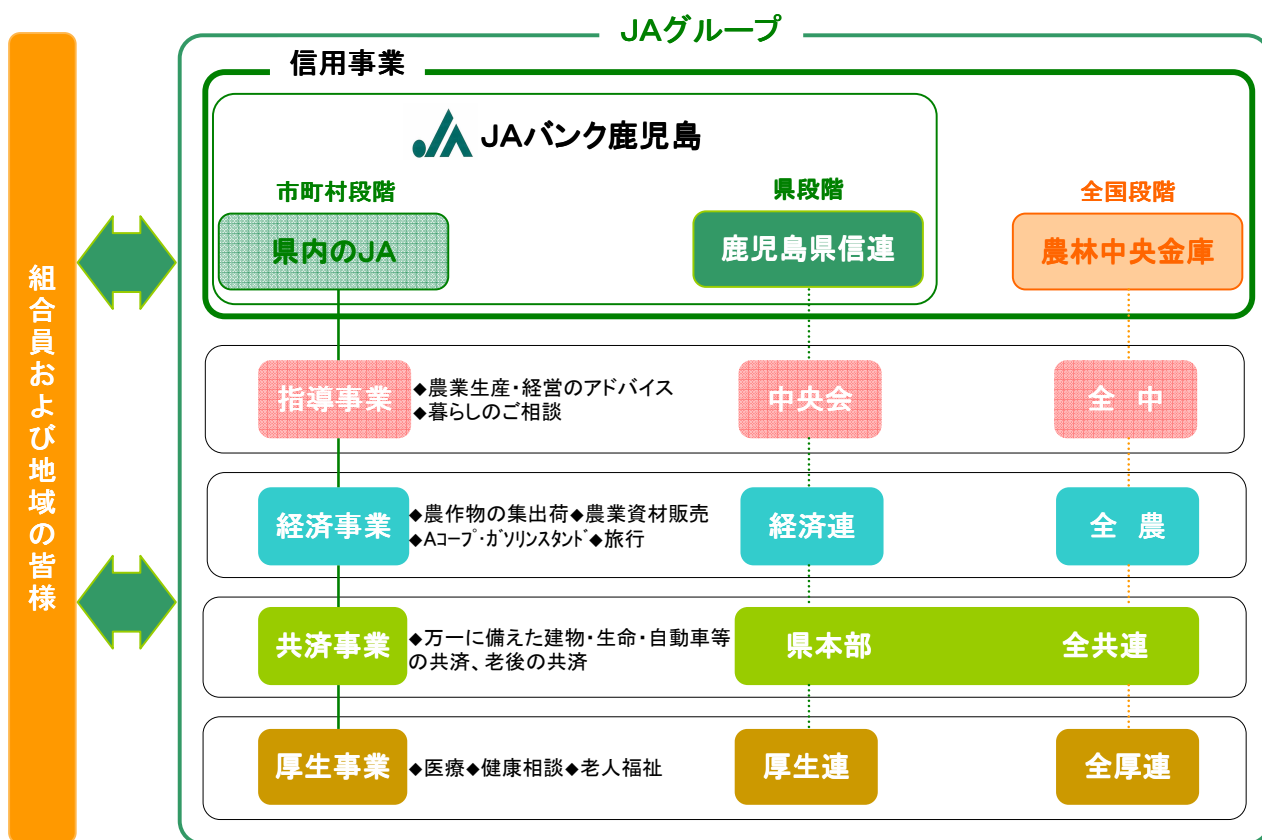 JAグループ
信用事業
JAバンク鹿児島
市町村段階
県段階
全国段階
県内のJA
鹿児島県信連
農林中央金庫
組合員および地域の皆様
指導事業
◆農業生産・経営のアドバイス
◆暮らしのご相談
中央会
全 中
経済事業
◆農作物の集出荷◆農業資材販売
◆Aｺｰﾌﾟ･ｶﾞｿﾘﾝｽﾀﾝﾄﾞ◆旅行
経済連
全 農
共済事業
◆万一に備えた建物・生命・自動車等
の共済、老後の共済
県本部
全共連
厚生事業
◆医療◆健康相談◆老人福祉
厚生連
全厚連